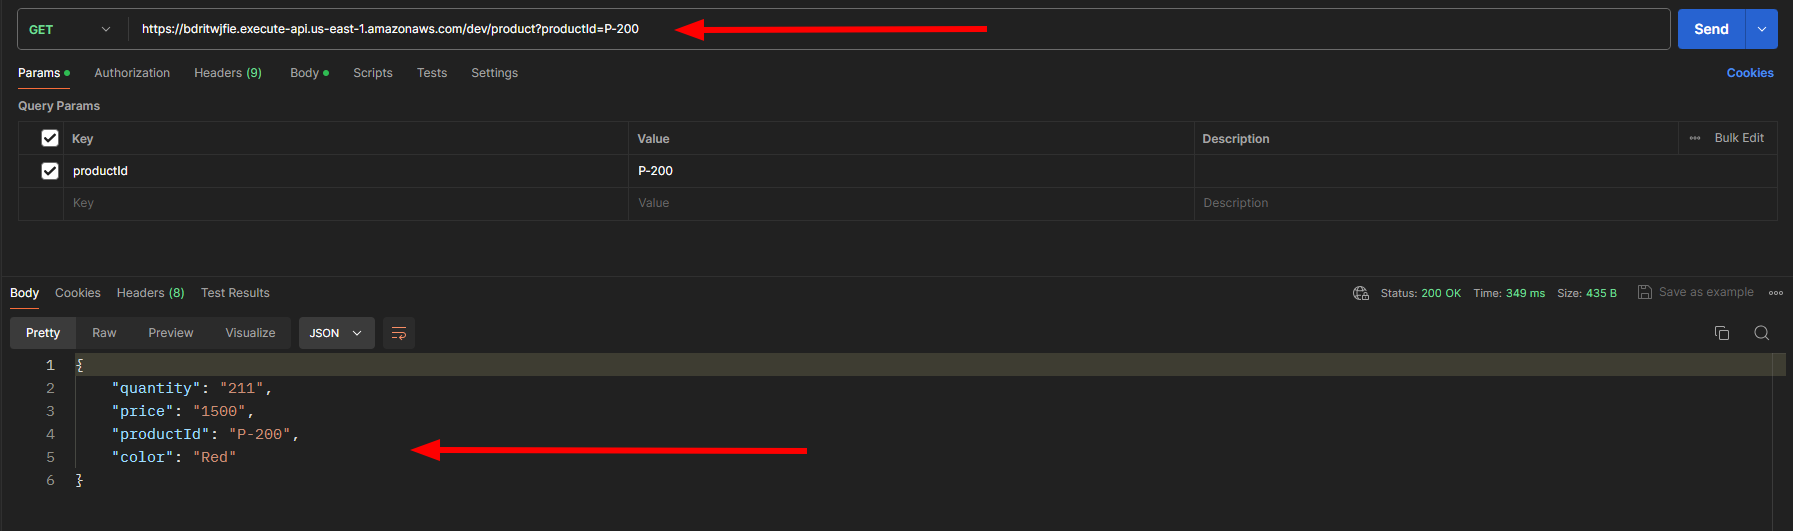 GET https://bdritwjfie.execute-api.us-east-1.amazonaws.com/dev/product?productId=P-200 Send
Params Authorization Headers (9) Body Scripts Tests Settings Cookies
Query Params
Key Value Description Bulk Edit
productId P-200
Key Value Description
Body Cookies Headers (8) Test Results Status: 200 OK Time: 349 ms Size: 435 B Save as example
Pretty Raw Preview Visualize JSON
1 {
2 "quantity": "211",
3 "price": "1500",
4 "productId": "P-200",
5 "color": "Red"
6 }